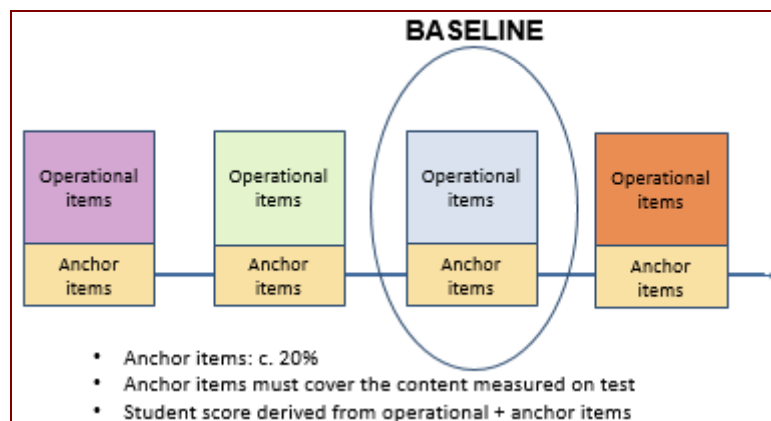 BASELINE
Operational
items
Operational
items
Operational
items
Operational
items
Anchor
items
Anchor
items
Anchor
items
Anchor
items
• Anchor items: c. 20%
• Anchor items must cover the content measured on test
• Student score derived from operational + anchor items